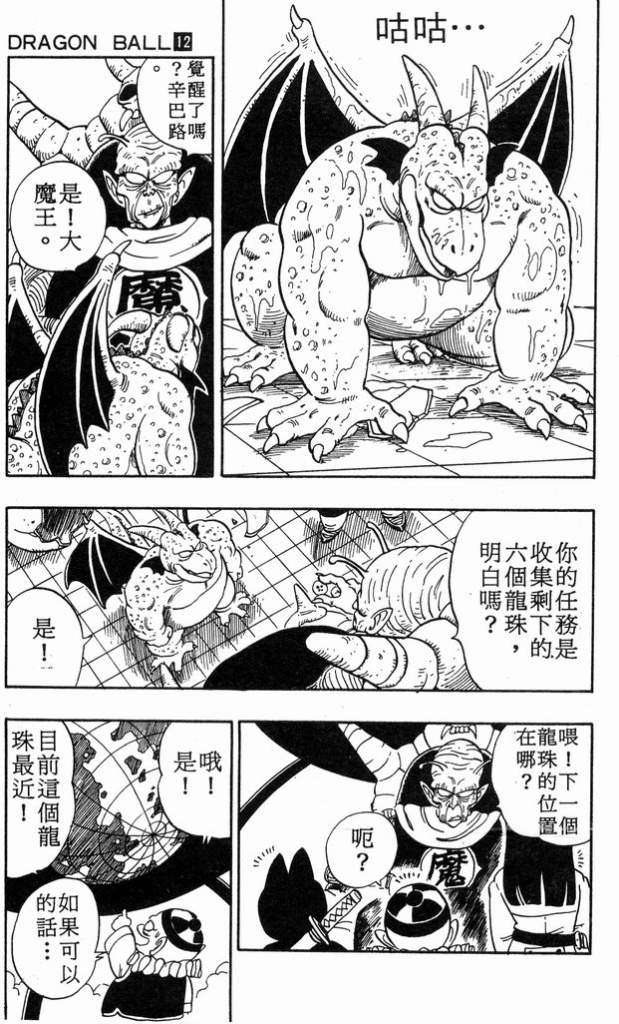 DRAGON BALL 12
咕咕…
覺醒了嗎
？辛巴路
。
是！大
魔王。
魔
你的任務是
收集剩下的
六個龍珠，
明白嗎？
是！
喂！下一個
龍珠的位置
在哪？
呃？
魔
哦！
是！
目前這個龍
珠最近！
如果可以
的話…